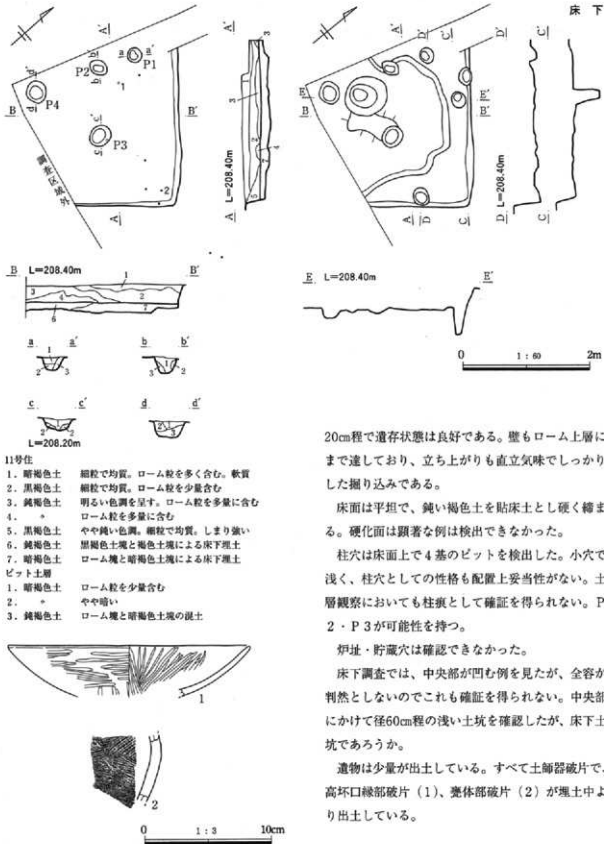 床下
A'
b'
P2
b
a
a'
P1
1
d'
P4
d
B
c'
P3
c
B'
2
調査区域外
A
A'
3
3
2
4
2
5
L=208.40m
A
A'
D'
C'
E
B
E'
B'
A
D
C
D'
C'
L=208.40m
D
C
B L=208.40m B'
1
3
4
2
6
7
E L=208.40m E'
a a'
1
2 3
b b'
c c'
2 3
L=208.20m
d d'
0 1:60 2m
11号住
1. 暗褐色土 細粒で均質。ローム粒を多く含む。軟質
2. 黒褐色土 細粒で均質。ローム粒を少量含む
3. 鈍褐色土 明るい色調を呈す。ローム粒を多量に含む
4. 〃 ローム粒を多量に含む
5. 黒褐色土 やや鈍い色調。細粒で均質。しまり強い
6. 鈍褐色土 黒褐色土塊と褐色土塊による床下埋土
7. 暗褐色土 ローム塊と暗褐色土塊による床下埋土
ピット土層
1. 暗褐色土 ローム粒を少量含む
2. 〃 やや暗い
3. 鈍褐色土 ローム塊と暗褐色土塊の混土
1
2
0 1:3 10cm
20cm程で遺存状態は良好である。壁もローム上層に
まで達しており、立ち上がりも直立気味でしっかり
した掘り込みである。
床面は平坦で、鈍い褐色土を貼床土とし硬く締ま
る。硬化面は顕著な例は検出できなかった。
柱穴は床面上で4基のピットを検出した。小穴で
浅く、柱穴としての性格も配置上妥当性がない。土
層観察においても柱痕として確証を得られない。P
2・P3が可能性を持つ。
炉址・貯蔵穴は確認できなかった。
床下調査では、中央部が凹む例を見たが、全容が
判然としないのでこれも確証を得られない。中央部
にかけて径60cm程の浅い土坑を確認したが、床下土
坑であろうか。
遺物は少量が出土している。すべて土師器破片で、
高坏口縁部破片（1）、甕体部破片（2）が埋土中よ
り出土している。